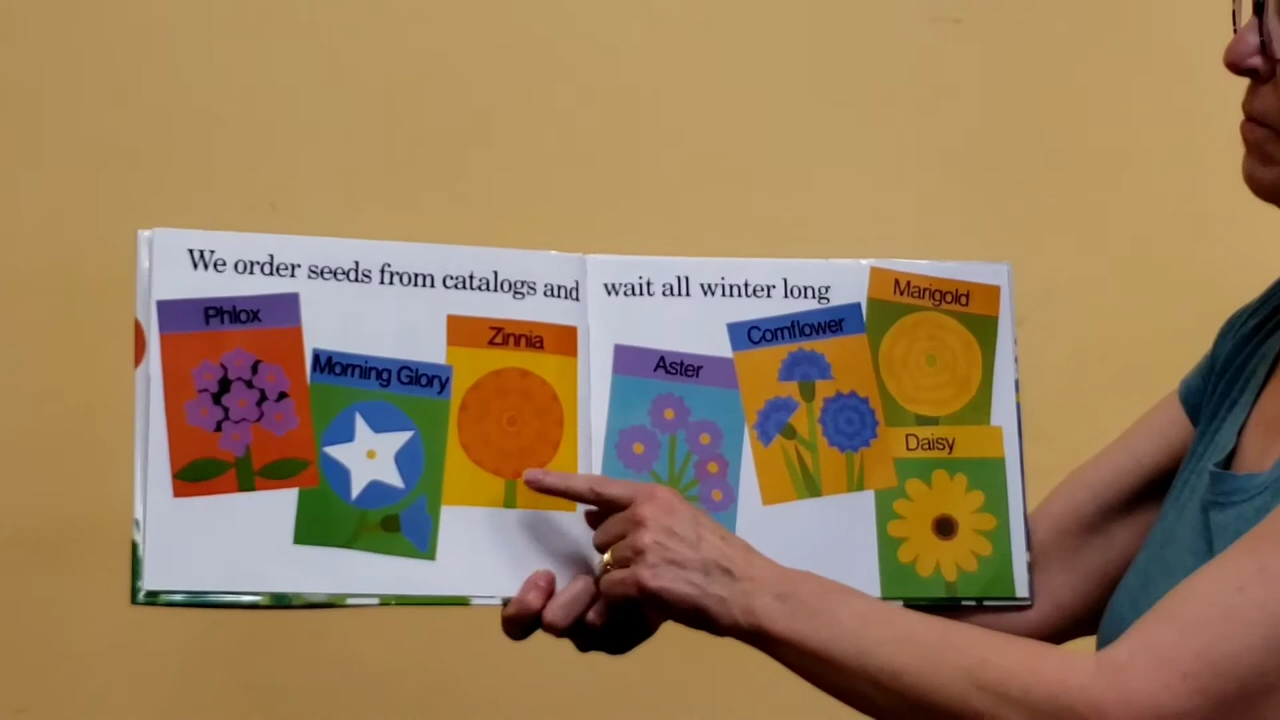 We order seeds from catalogs and
wait all winter long
Phlox
Morning Glory
Zinnia
Aster
Cornflower
Marigold
Daisy